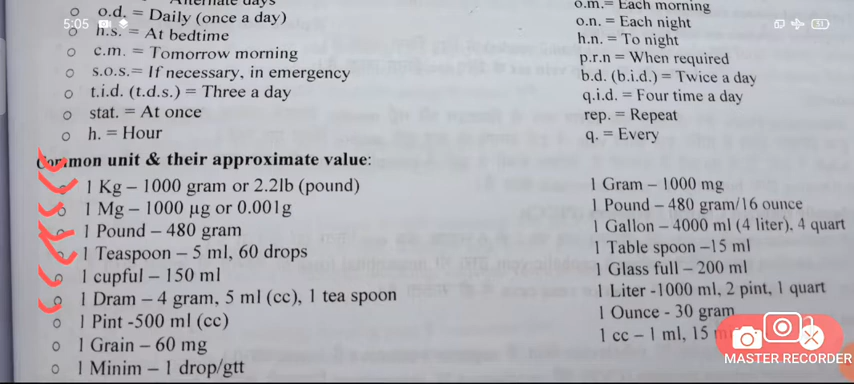 5:05
51
Alternate days
o.d. = Daily (once a day)
h.s. = At bedtime
c.m. = Tomorrow morning
s.o.s.= If necessary, in emergency
t.i.d. (t.d.s.) = Three a day
stat. = At once
h. = Hour
o.m.= Each morning
o.n. = Each night
h.n. = To night
p.r.n = When required
b.d. (b.i.d.) = Twice a day
q.i.d. = Four time a day
rep. = Repeat
q. = Every
Common unit & their approximate value:
1 Kg – 1000 gram or 2.2lb (pound)
1 Mg – 1000 µg or 0.001g
1 Pound – 480 gram
1 Teaspoon – 5 ml, 60 drops
1 cupful – 150 ml
1 Dram – 4 gram, 5 ml (cc), 1 tea spoon
1 Pint -500 ml (cc)
1 Grain – 60 mg
1 Minim – 1 drop/gtt
1 Gram – 1000 mg
1 Pound – 480 gram/16 ounce
1 Gallon – 4000 ml (4 liter), 4 quart
1 Table spoon –15 ml
1 Glass full – 200 ml
1 Liter -1000 ml, 2 pint, 1 quart
1 Ounce - 30 gram
1 cc – 1 ml, 15
MASTER RECORDER